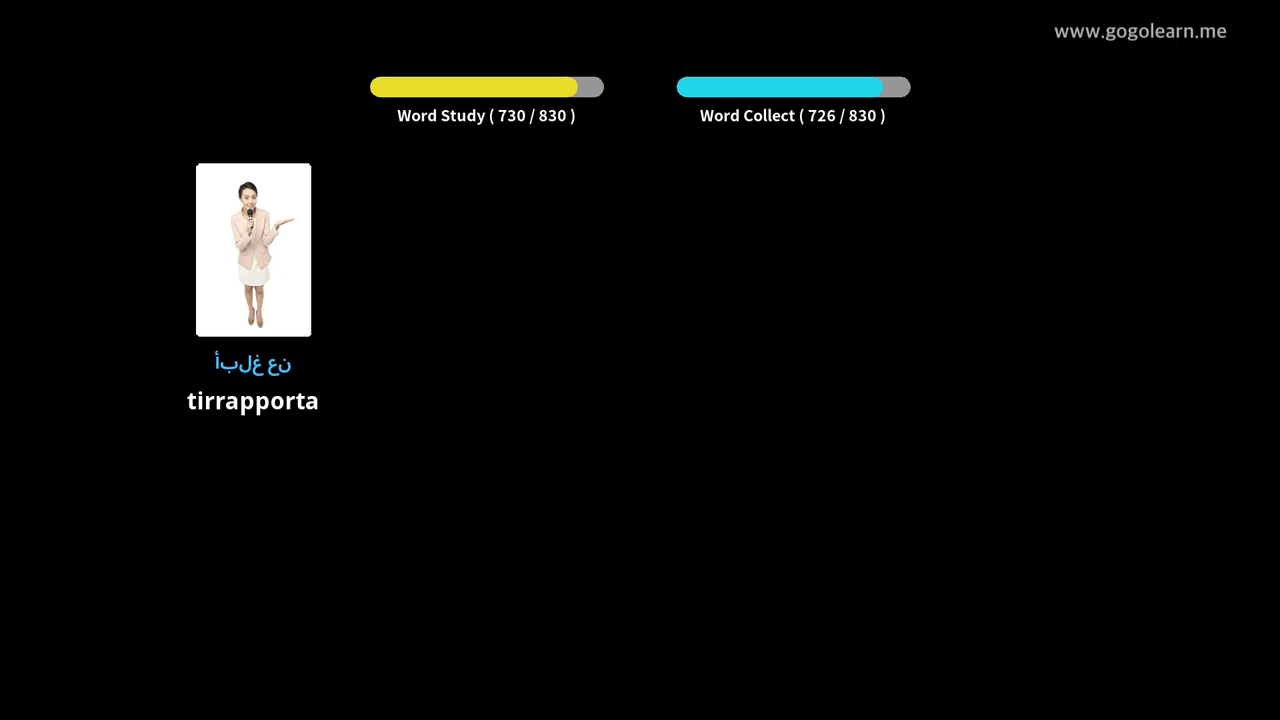 www.gogolearn.me
Word Study ( 730 / 830 )
Word Collect ( 726 / 830 )
أبلغ عن
tirrapporta